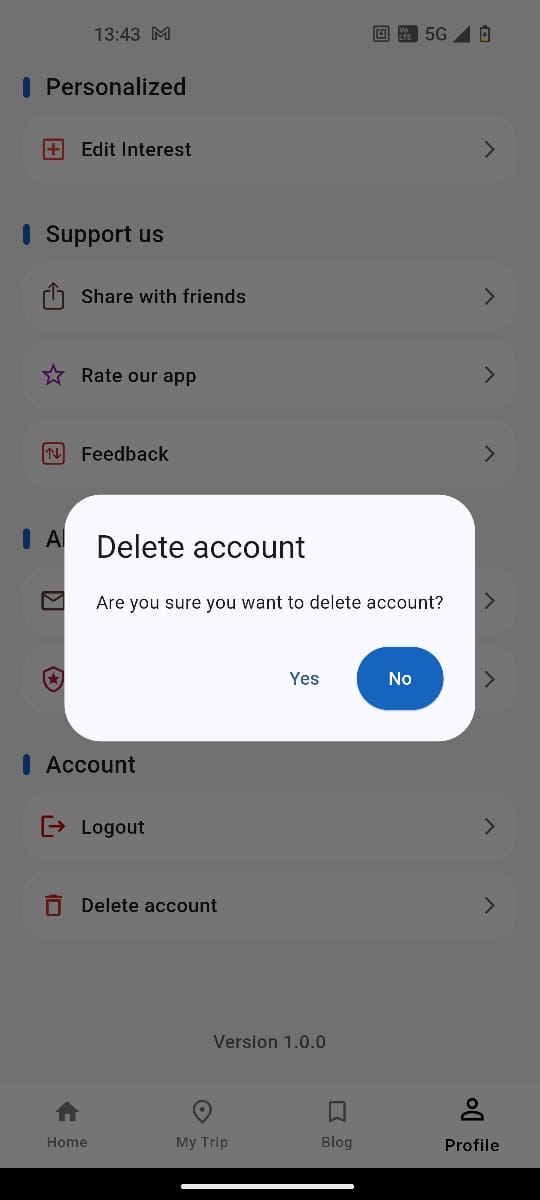 13:43
Vo
LTE
5G
Personalized
Edit Interest
Support us
Share with friends
Rate our app
Feedback
Delete account
Are you sure you want to delete account?
Yes
No
Account
Logout
Delete account
Version 1.0.0
Home
My Trip
Blog
Profile